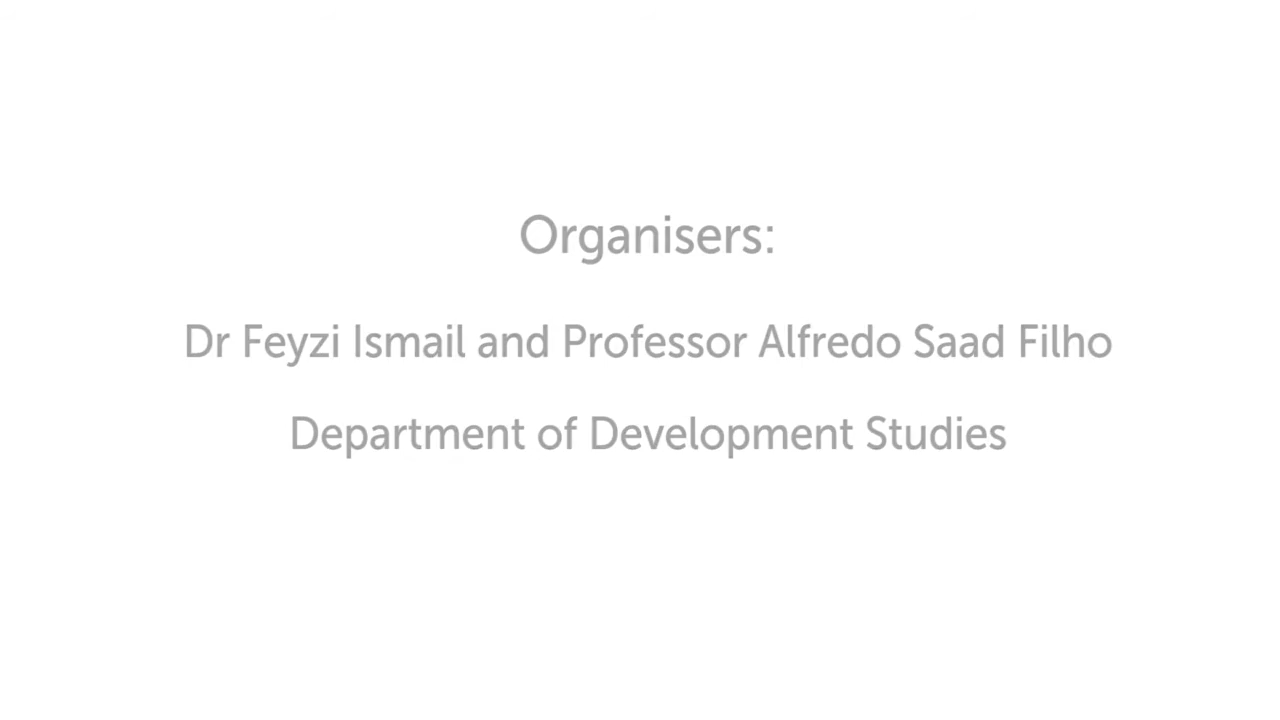 Organisers:
Dr Feyzi Ismail and Professor Alfredo Saad Filho
Department of Development Studies